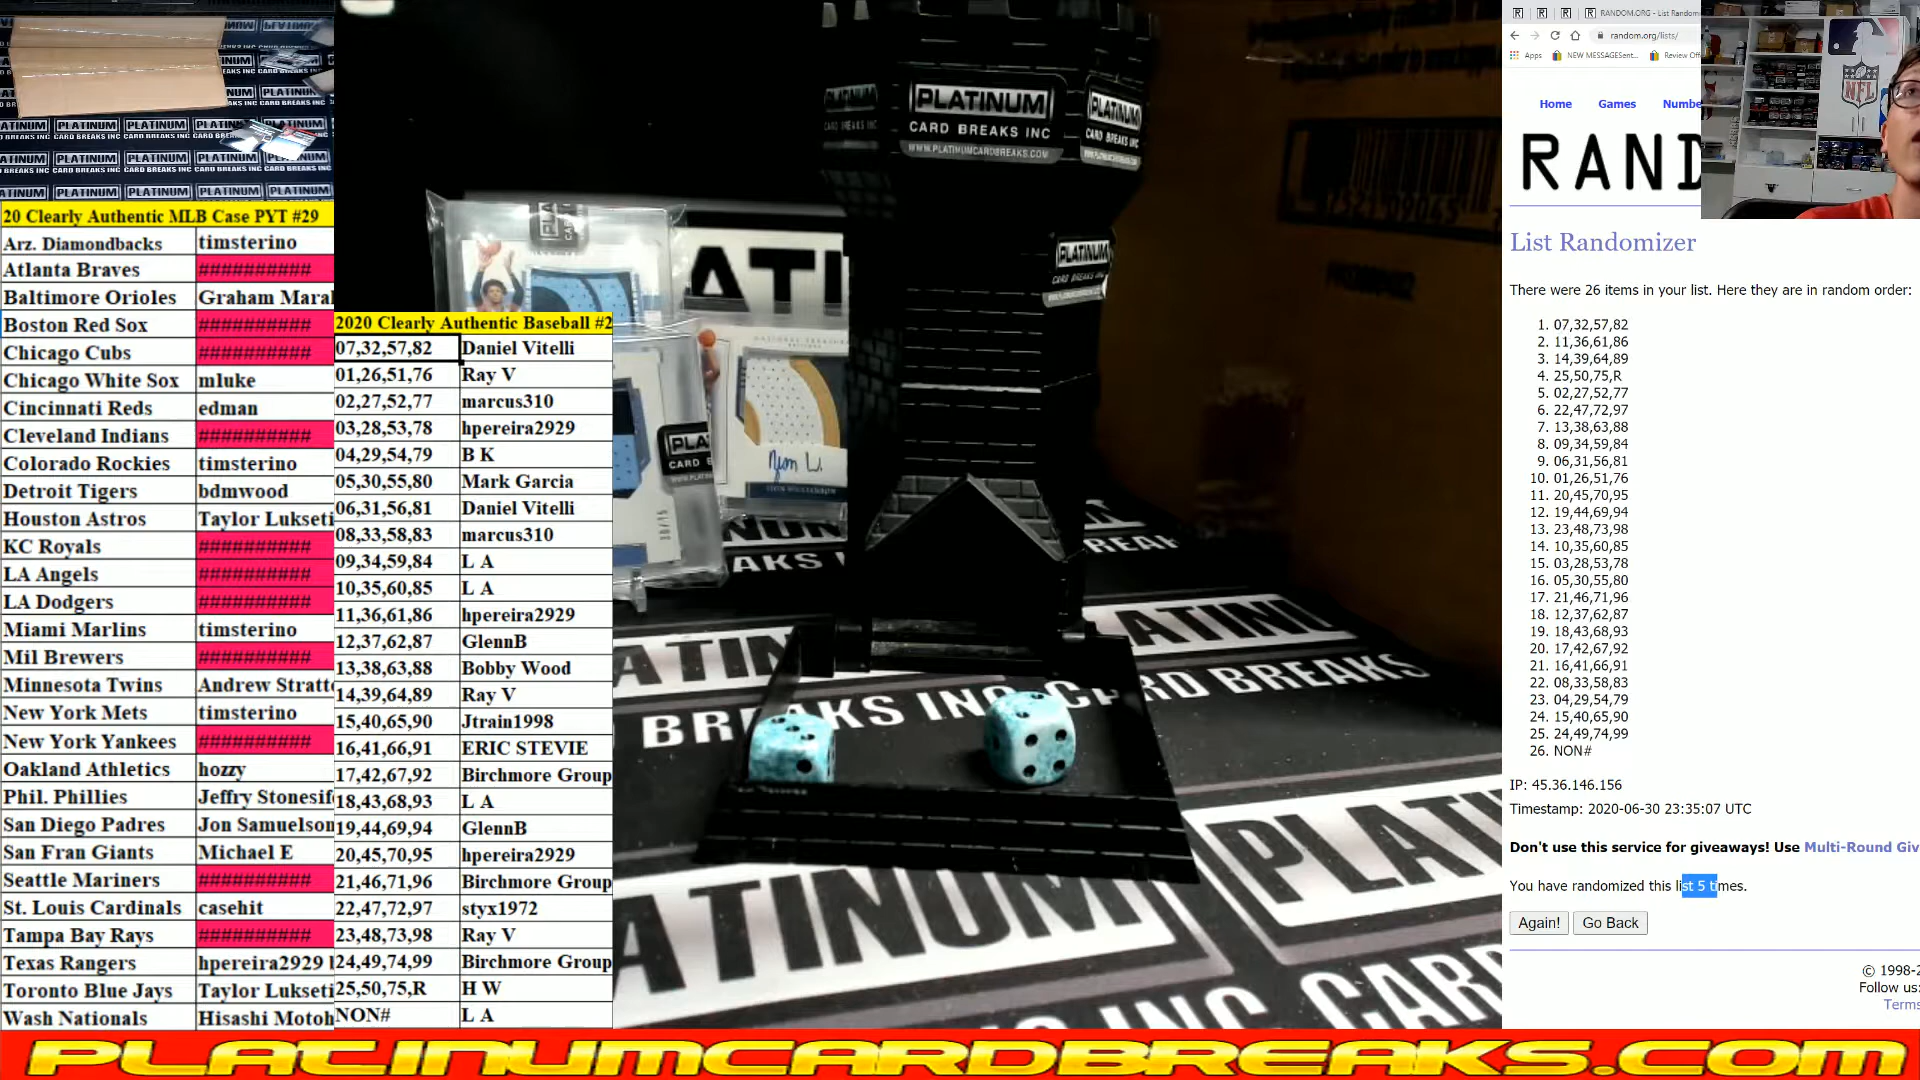 20 Clearly Authentic MLB Case PYT #29
Arz. Diamondbacks timsterino
Atlanta Braves ##########
Baltimore Orioles Graham Maral
Boston Red Sox ##########
Chicago Cubs ##########
Chicago White Sox mluke
Cincinnati Reds edman
Cleveland Indians ##########
Colorado Rockies timsterino
Detroit Tigers bdmwood
Houston Astros Taylor Lukseti
KC Royals ##########
LA Angels ##########
LA Dodgers ##########
Miami Marlins timsterino
Mil Brewers ##########
Minnesota Twins Andrew Stratt
New York Mets timsterino
New York Yankees ##########
Oakland Athletics hozzy
Phil. Phillies Jeffry Stonesif
San Diego Padres Jon Samuelson
San Fran Giants Michael E
Seattle Mariners ##########
St. Louis Cardinals casehit
Tampa Bay Rays ##########
Texas Rangers hpereira2929
Toronto Blue Jays Taylor Lukseti
Wash Nationals Hisashi Motoh
2020 Clearly Authentic Baseball #2
07,32,57,82 Daniel Vitelli
01,26,51,76 Ray V
02,27,52,77 marcus310
03,28,53,78 hpereira2929
04,29,54,79 B K
05,30,55,80 Mark Garcia
06,31,56,81 Daniel Vitelli
08,33,58,83 marcus310
09,34,59,84 L A
10,35,60,85 L A
11,36,61,86 hpereira2929
12,37,62,87 GlennB
13,38,63,88 Bobby Wood
14,39,64,89 Ray V
15,40,65,90 Jtrain1998
16,41,66,91 ERIC STEVIE
17,42,67,92 Birchmore Group
18,43,68,93 L A
19,44,69,94 GlennB
20,45,70,95 hpereira2929
21,46,71,96 Birchmore Group
22,47,72,97 styx1972
23,48,73,98 Ray V
24,49,74,99 Birchmore Group
25,50,75,R H W
NON# L A
PLATINUM
CARD BREAKS INC
WWW.PLATINUMCARDBREAKS.COM
PLATINUM
BREAKS INC CARD BREAKS
RANDOM.ORG - List Random
random.org/lists/
Apps NEW MESSAGESent... Review Of
Home Games Numbe
RAND
List Randomizer
There were 26 items in your list. Here they are in random order:
1. 07,32,57,82
2. 11,36,61,86
3. 14,39,64,89
4. 25,50,75,R
5. 02,27,52,77
6. 22,47,72,97
7. 13,38,63,88
8. 09,34,59,84
9. 06,31,56,81
10. 01,26,51,76
11. 20,45,70,95
12. 19,44,69,94
13. 23,48,73,98
14. 10,35,60,85
15. 03,28,53,78
16. 05,30,55,80
17. 21,46,71,96
18. 12,37,62,87
19. 18,43,68,93
20. 17,42,67,92
21. 16,41,66,91
22. 08,33,58,83
23. 04,29,54,79
24. 15,40,65,90
25. 24,49,74,99
26. NON#
IP: 45.36.146.156
Timestamp: 2020-06-30 23:35:07 UTC
Don't use this service for giveaways! Use Multi-Round Giv
You have randomized this list 5 times.
Again! Go Back
© 1998-2
Follow us:
Terms
NFL
PLATINUMCARDBREAKS.COM